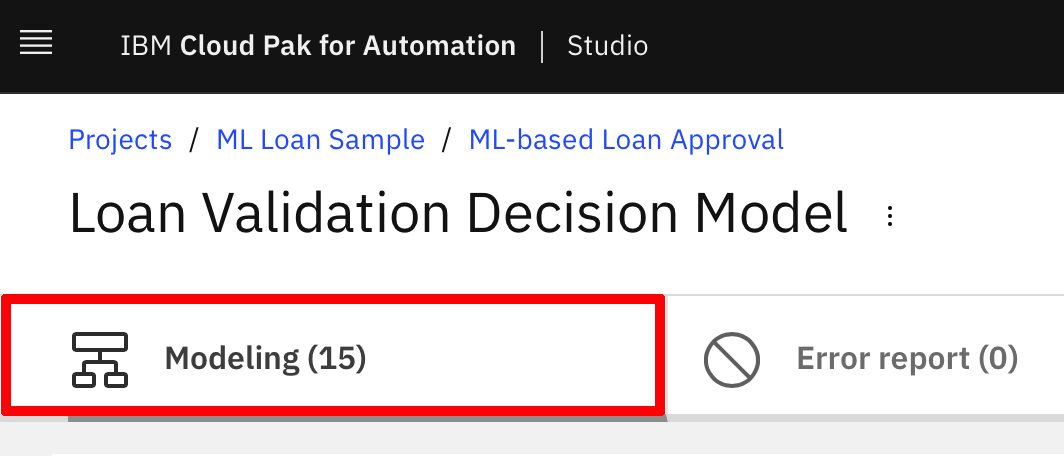 IBM Cloud Pak for Automation | Studio
Projects / ML Loan Sample / ML-based Loan Approval
Loan Validation Decision Model
Modeling (15)
Error report (0)